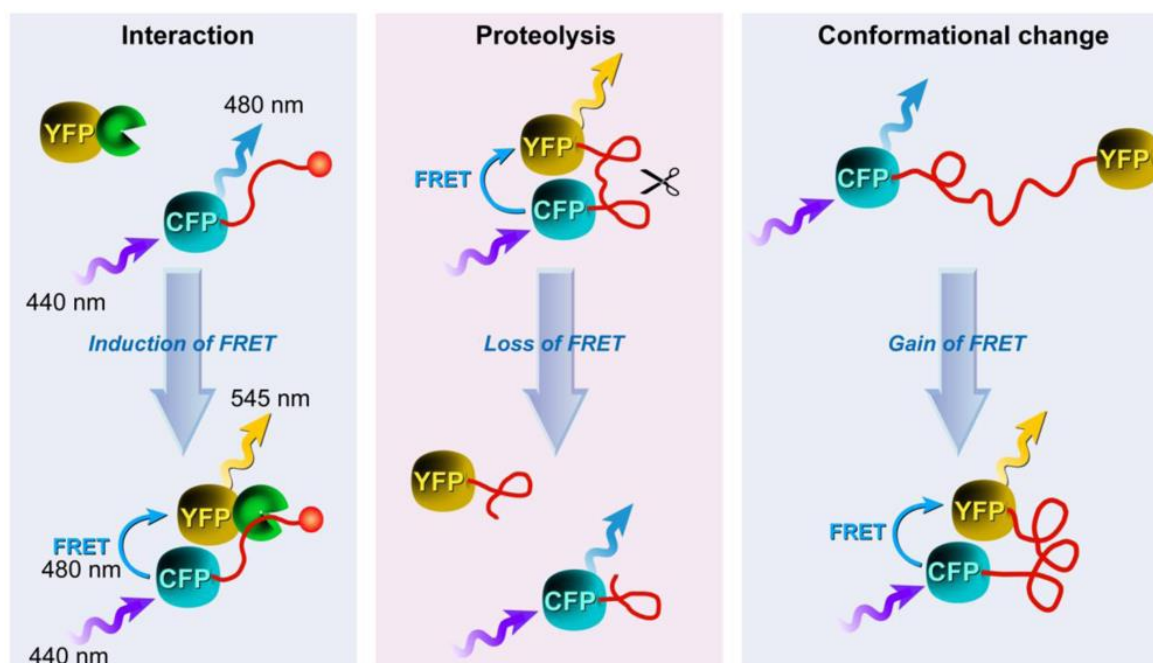 Interaction
480 nm
YFP
CFP
440 nm
Induction of FRET
545 nm
YFP
FRET
480 nm
CFP
440 nm
Proteolysis
YFP
FRET
CFP
Loss of FRET
YFP
CFP
Conformational change
CFP
YFP
Gain of FRET
YFP
FRET
CFP